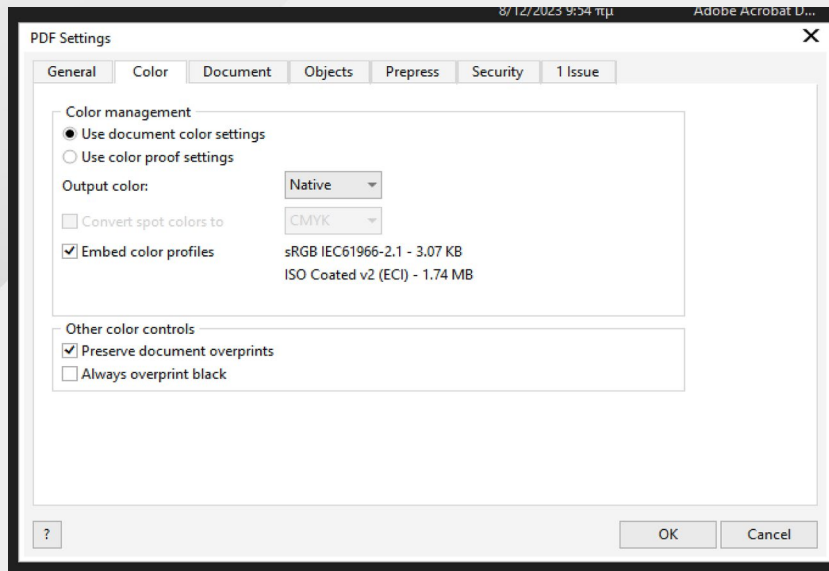 8/12/2023 9:54 πμ Adobe Acrobat D...
PDF Settings
General Color Document Objects Prepress Security 1 Issue
Color management
Use document color settings
Use color proof settings
Output color: Native
Convert spot colors to CMYK
Embed color profiles sRGB IEC61966-2.1 - 3.07 KB
ISO Coated v2 (ECI) - 1.74 MB
Other color controls
Preserve document overprints
Always overprint black
? OK Cancel